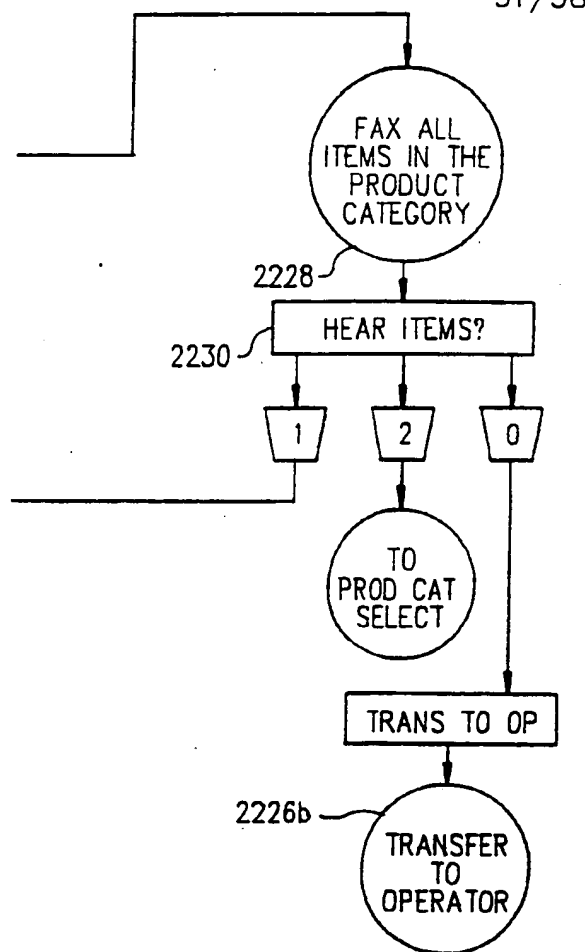 FAX ALL
ITEMS IN THE
PRODUCT
CATEGORY
2228
HEAR ITEMS?
2230
1 2 0
TO
PROD CAT
SELECT
TRANS TO OP
2226b
TRANSFER
TO
OPERATOR